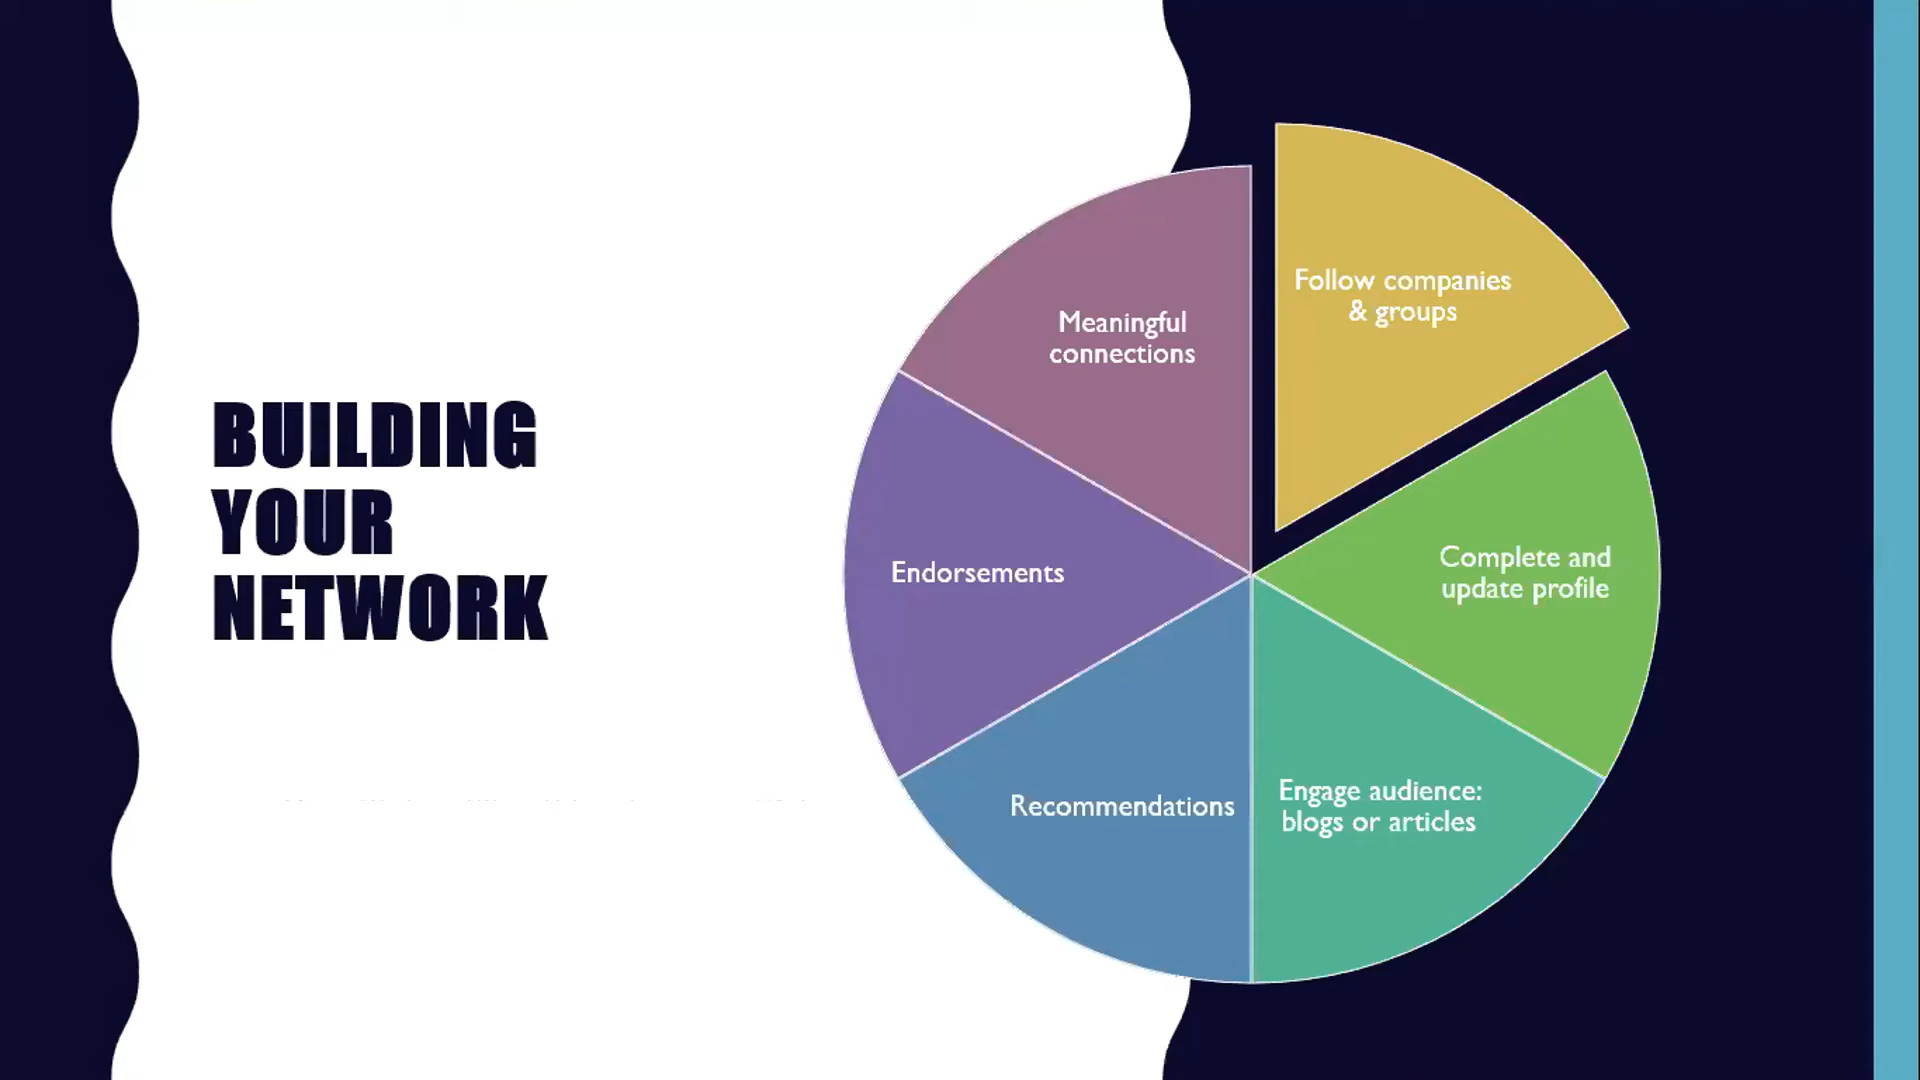 BUILDING
YOUR
NETWORK
Follow companies
& groups
Complete and
update profile
Engage audience:
blogs or articles
Recommendations
Endorsements
Meaningful
connections